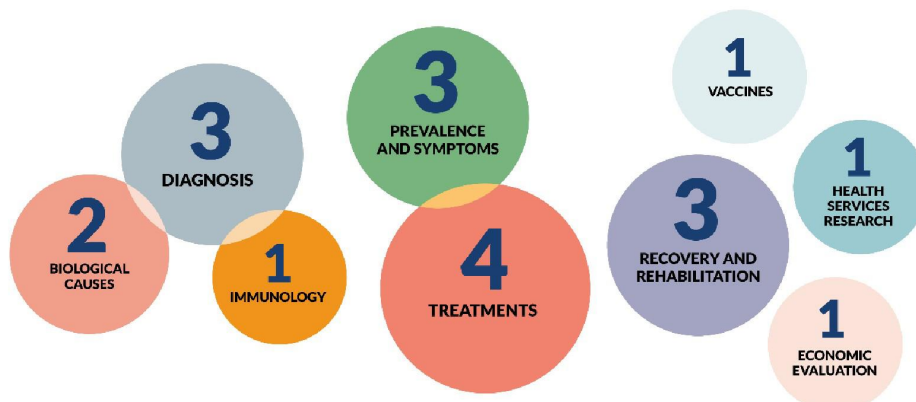 2
BIOLOGICAL
CAUSES
3
DIAGNOSIS
1
IMMUNOLOGY
3
PREVALENCE
AND SYMPTOMS
4
TREATMENTS
3
RECOVERY AND
REHABILITATION
1
VACCINES
1
HEALTH
SERVICES
RESEARCH
1
ECONOMIC
EVALUATION